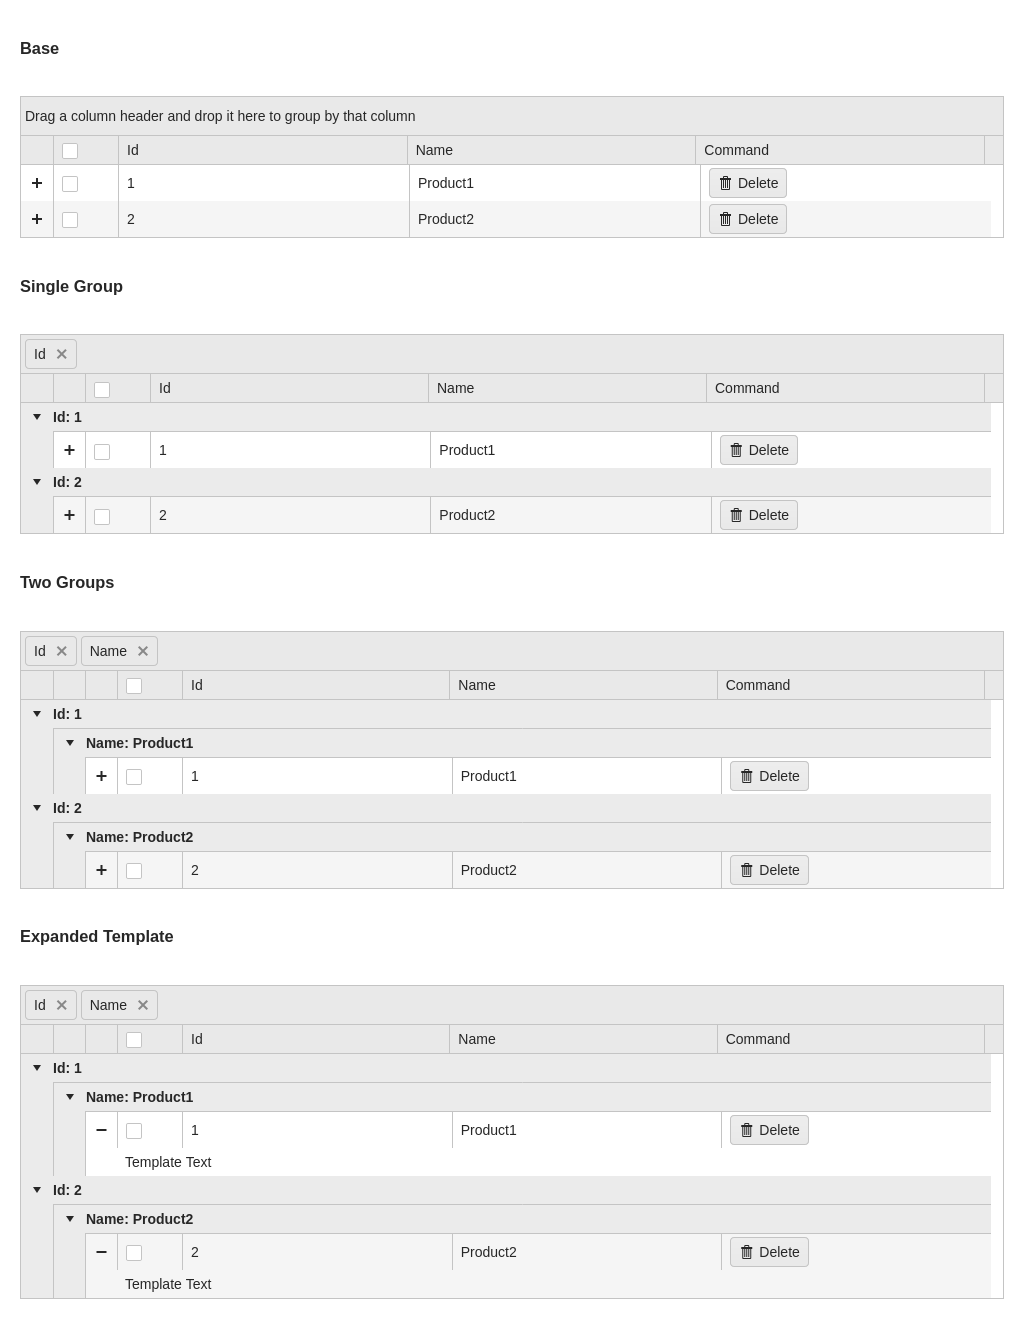 Base
Drag a column header and drop it here to group by that column
Id Name Command
1 Product1 Delete
2 Product2 Delete
Single Group
Id
Id Name Command
Id: 1
1 Product1 Delete
Id: 2
2 Product2 Delete
Two Groups
Id Name
Id Name Command
Id: 1
Name: Product1
1 Product1 Delete
Id: 2
Name: Product2
2 Product2 Delete
Expanded Template
Id Name
Id Name Command
Id: 1
Name: Product1
1 Product1 Delete
Template Text
Id: 2
Name: Product2
2 Product2 Delete
Template Text